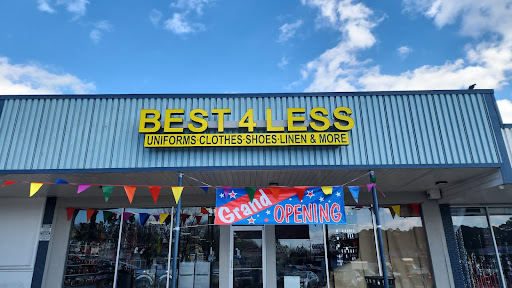 BEST 4 LESS
UNIFORMS·CLOTHES·SHOES·LINEN & MORE
Grand OPENING